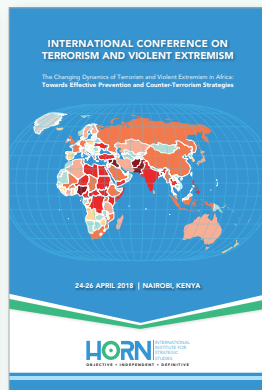 INTERNATIONAL CONFERENCE ON
TERRORISM AND VIOLENT EXTREMISM
The Changing Dynamics of Terrorism and Violent Extremism in Africa:
Towards Effective Prevention and Counter-Terrorism Strategies
24-26 APRIL 2018 | NAIROBI, KENYA
HORN
INTERNATIONAL
INSTITUTE FOR
STRATEGIC
STUDIES
OBJECTIVE • INDEPENDENT • DEFINITIVE